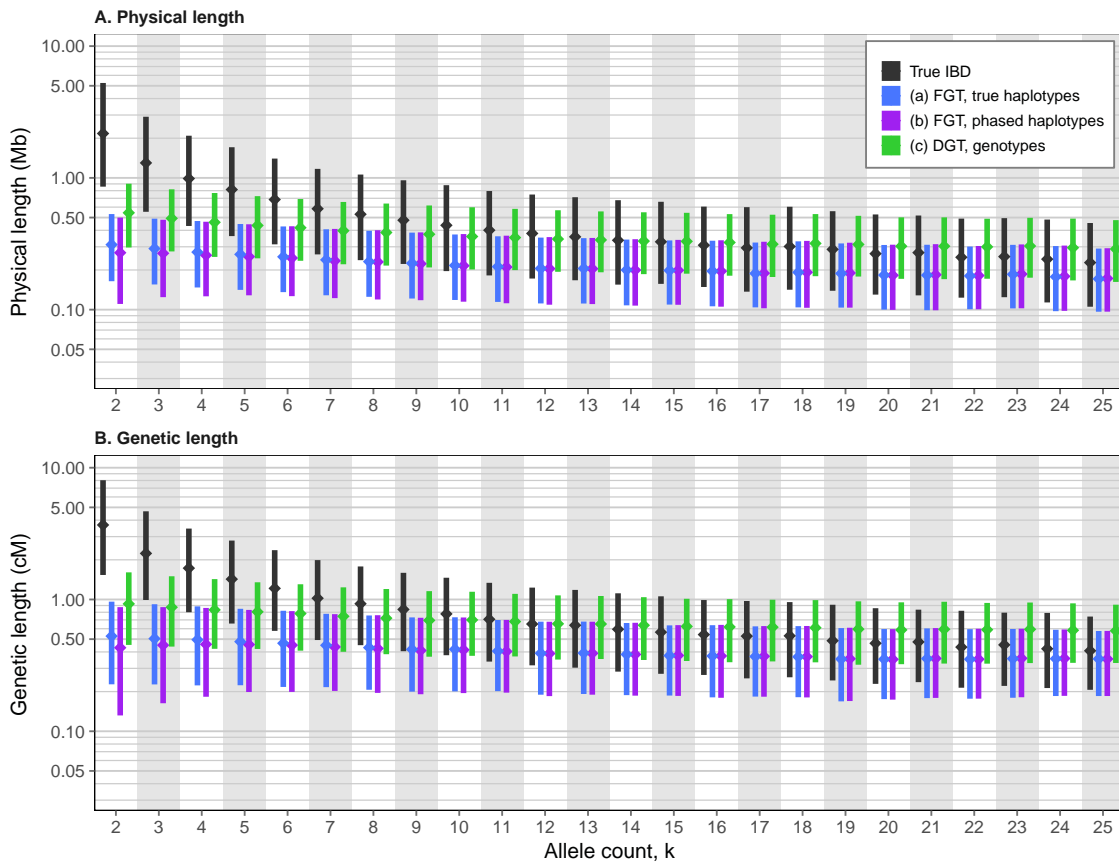 A. Physical length
Physical length (Mb)
10.00
5.00
1.00
0.50
0.10
0.05
True IBD
(a) FGT, true haplotypes
(b) FGT, phased haplotypes
(c) DGT, genotypes
2 3 4 5 6 7 8 9 10 11 12 13 14 15 16 17 18 19 20 21 22 23 24 25
B. Genetic length
Genetic length (cM)
10.00
5.00
1.00
0.50
0.10
0.05
2 3 4 5 6 7 8 9 10 11 12 13 14 15 16 17 18 19 20 21 22 23 24 25
Allele count, k